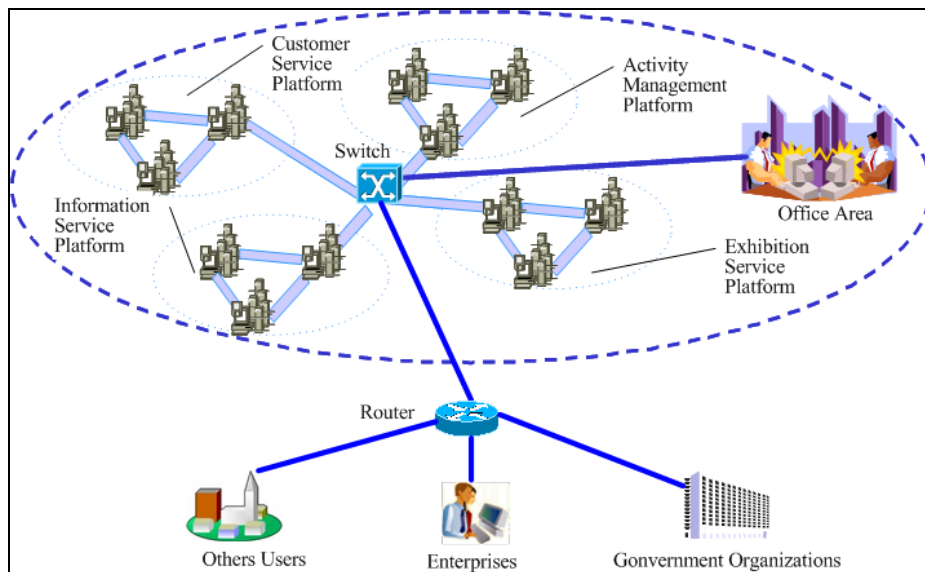 Customer
Service
Platform
Activity
Management
Platform
Switch
Information
Service
Platform
Office Area
Exhibition
Service
Platform
Router
Others Users
Enterprises
Gonvernment Organizations